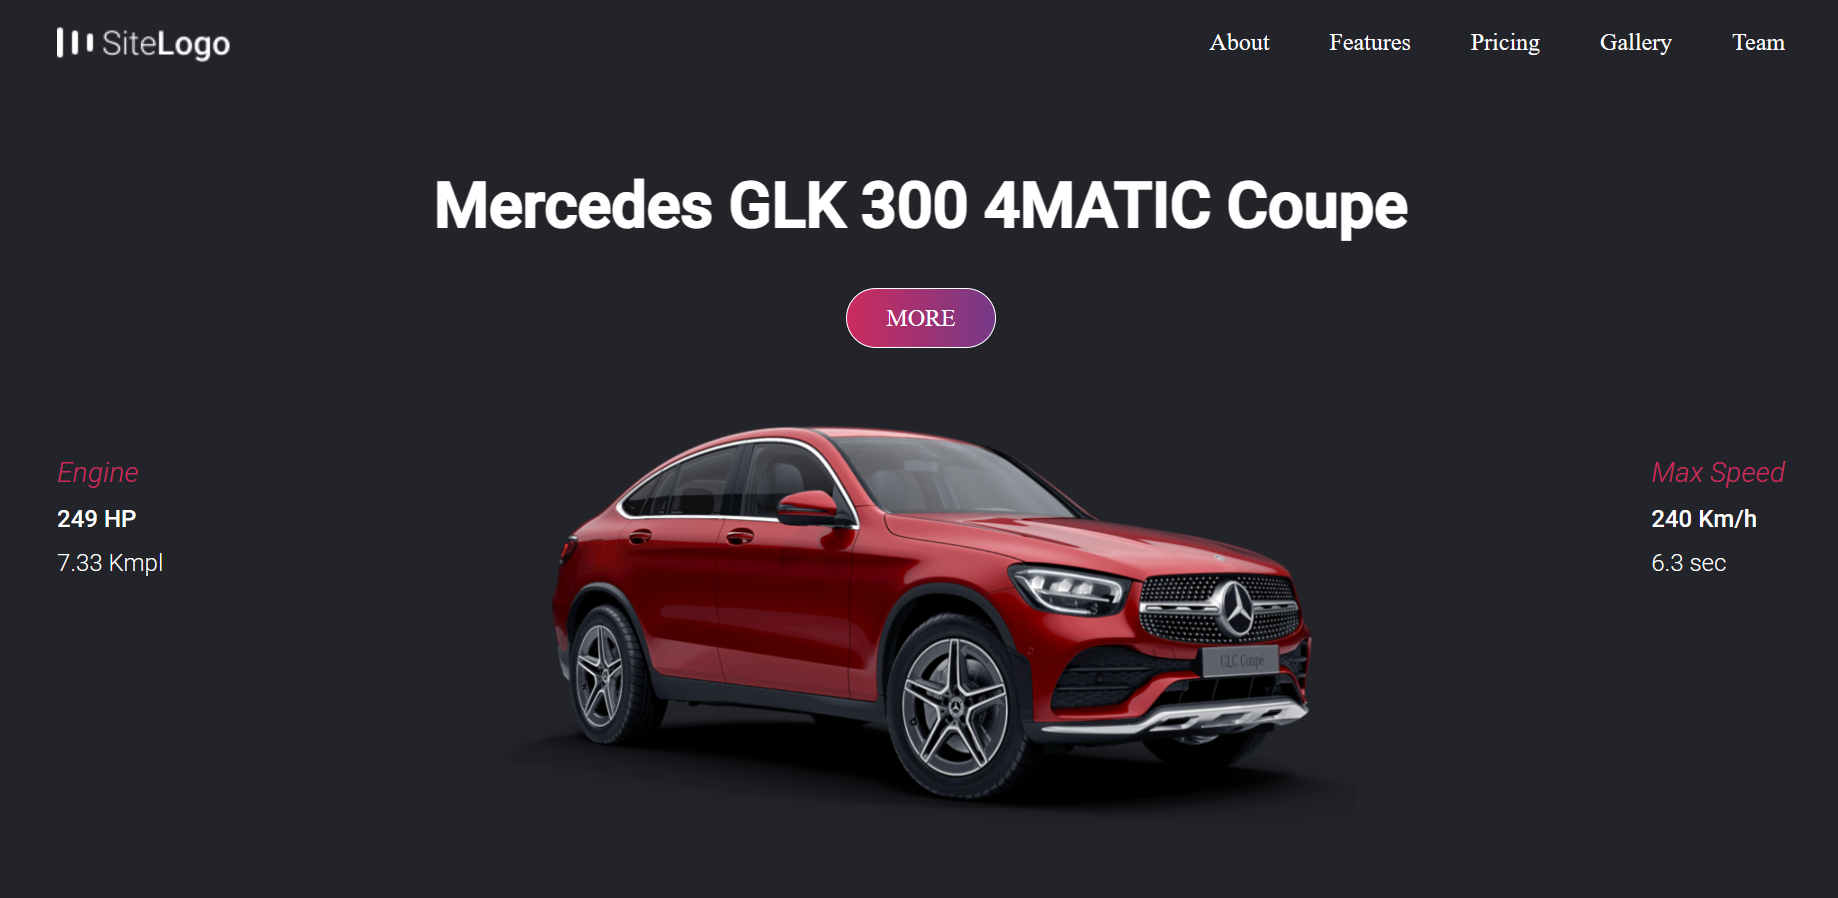 SiteLogo
About Features Pricing Gallery Team
Mercedes GLK 300 4MATIC Coupe
MORE
Engine
249 HP
7.33 Kmpl
Max Speed
240 Km/h
6.3 sec
GLC Coupé